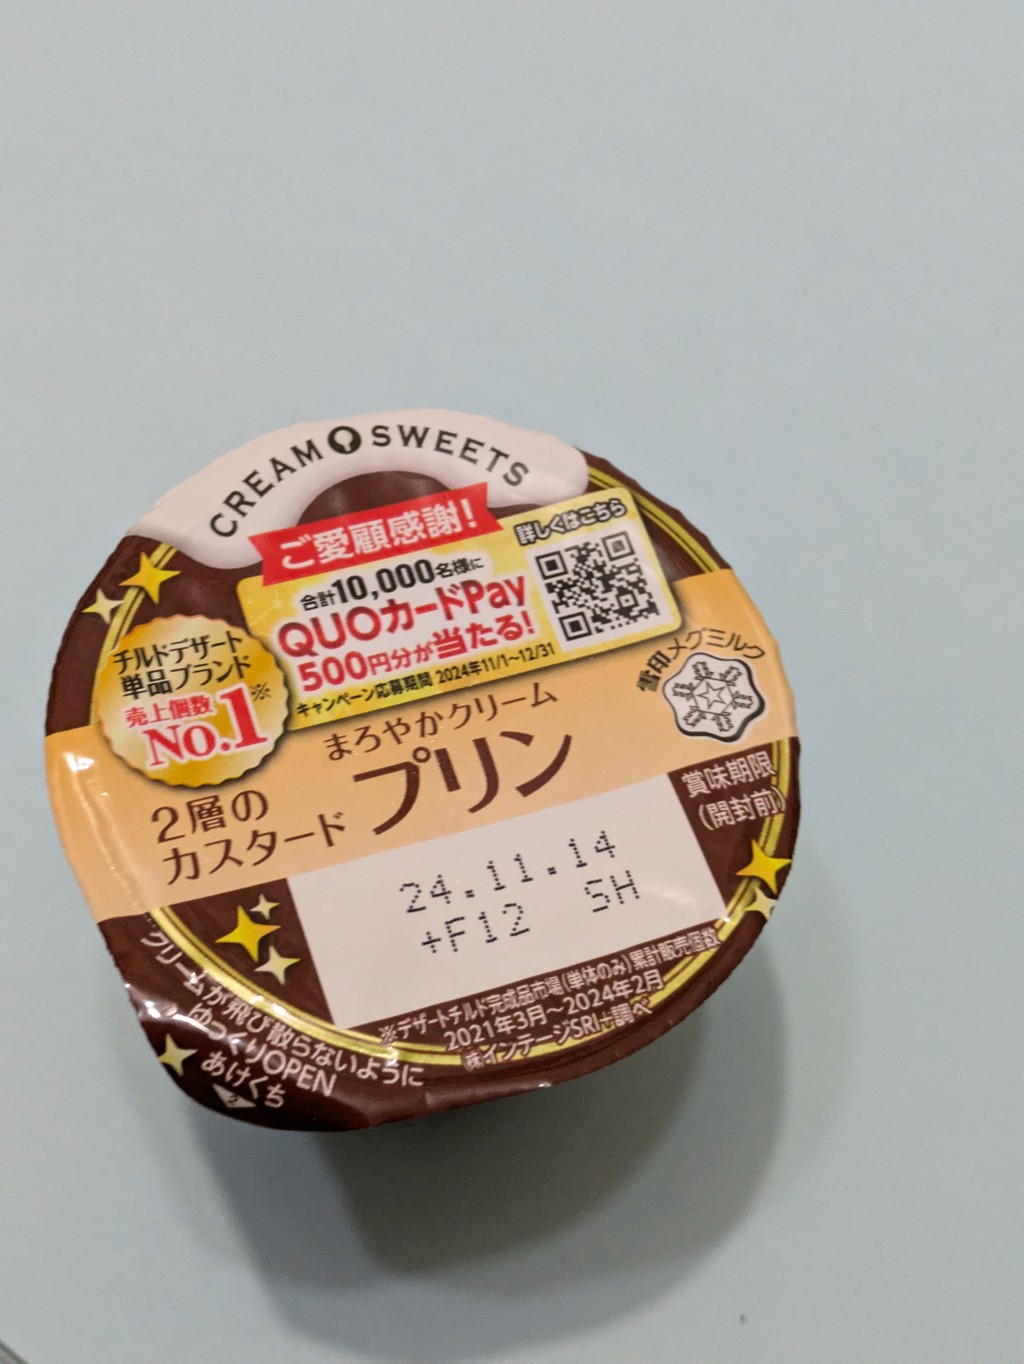 CREAM SWEETS
ご愛顧感謝!
合計10,000名様に
QUOカードPay
500円分が当たる!
キャンペーン応募期間 2024年11/1~12/31
詳しくはこちら
チルドデザート
単品ブランド
売上個数
No.1※
雪印メグミルク
まろやかクリーム
プリン
2層の
カスタード
賞味期限
(開封前)
24.11.14
+F12 SH
※デザートチルド完成品市場(単体のみ)累計販売個数
2021年3月~2024年2月
㈱インテージSRI+調べ
クリームが飛び散らないように
ゆっくりOPEN
あけくち